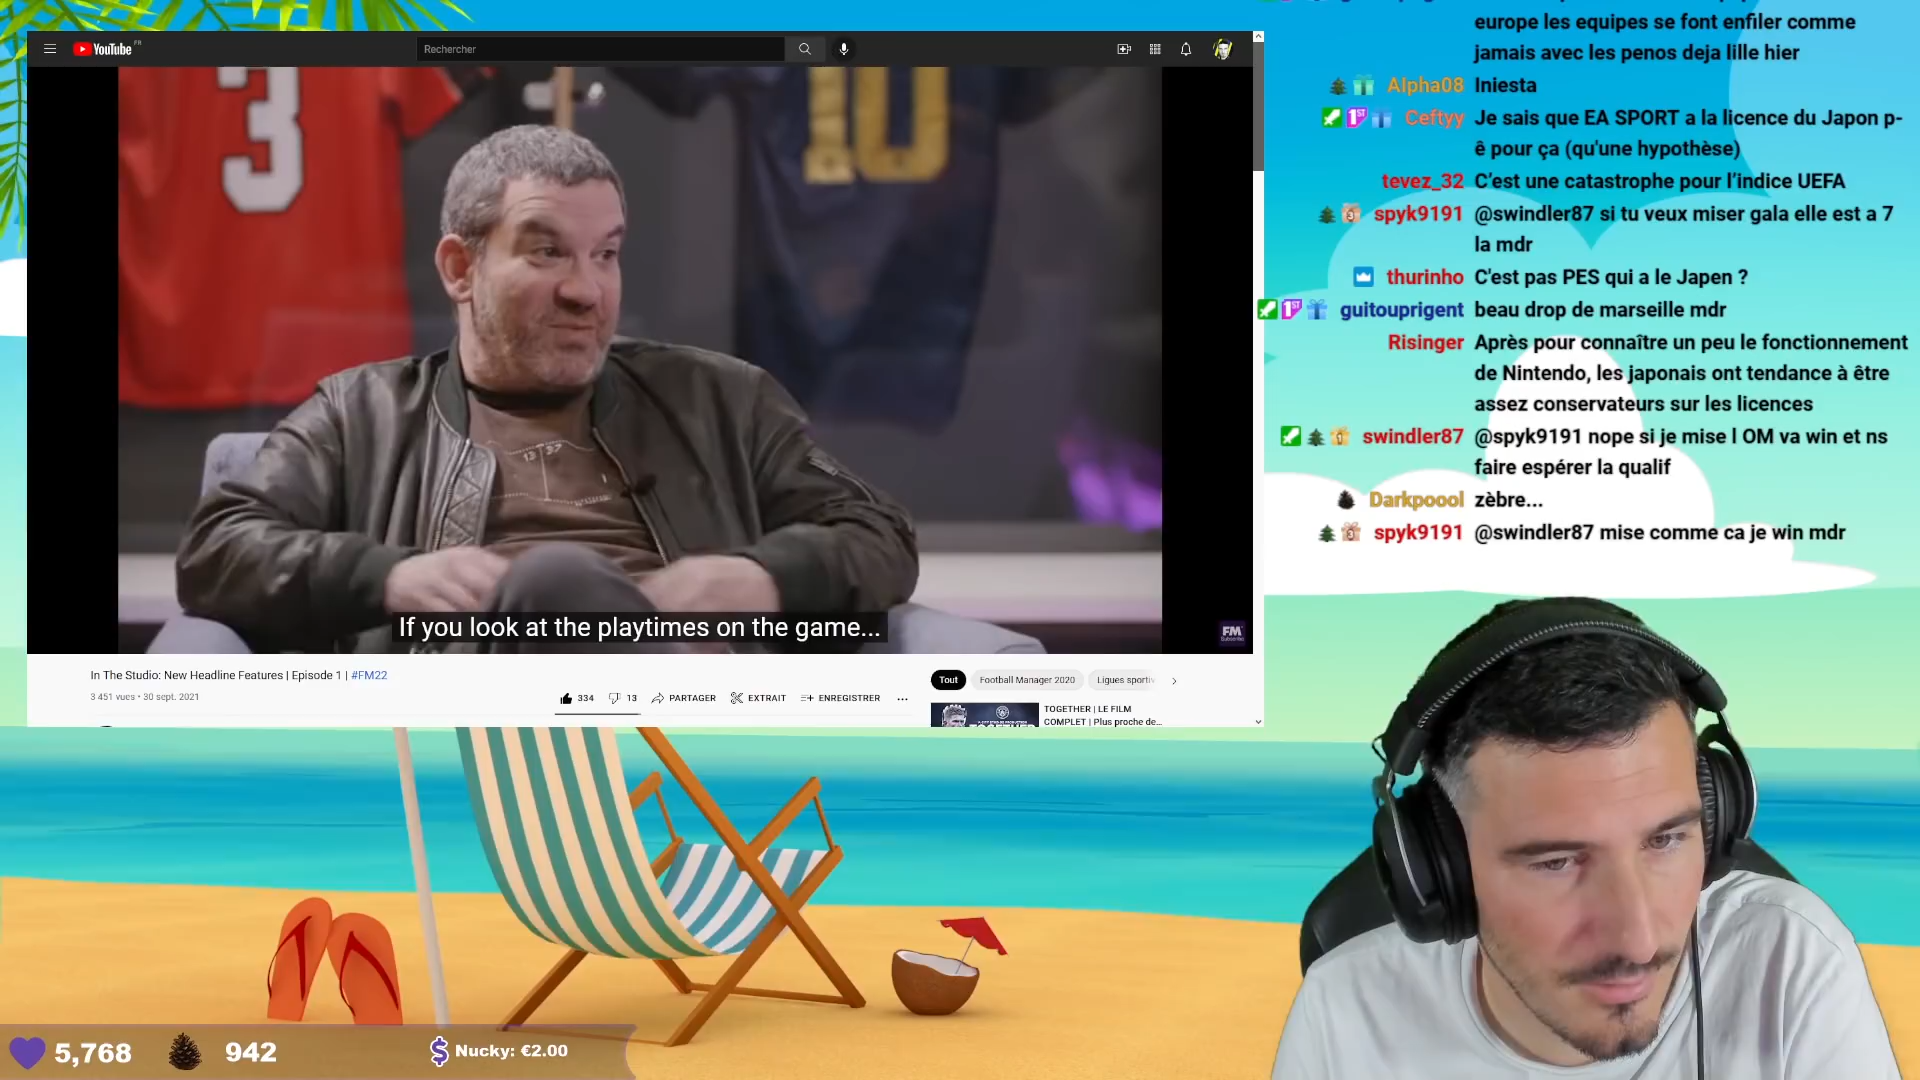 YouTube FR
Rechercher
3
10
13 37
If you look at the playtimes on the game...
FM
In The Studio: New Headline Features | Episode 1 | #FM22
3 451 vues • 30 sept. 2021
334
13
PARTAGER
EXTRAIT
ENREGISTRER
Tout
Football Manager 2020
Ligues sportiv
TOGETHER | LE FILM
COMPLET | Plus proche de...
europe les equipes se font enfiler comme
jamais avec les penos deja lille hier
Alpha08 Iniesta
Ceftyy Je sais que EA SPORT a la licence du Japon p-
ê pour ça (qu'une hypothèse)
tevez_32 C’est une catastrophe pour l’indice UEFA
spyk9191 @swindler87 si tu veux miser gala elle est a 7
la mdr
thurinho C'est pas PES qui a le Japen ?
guitouprigent beau drop de marseille mdr
Risinger Après pour connaître un peu le fonctionnement
de Nintendo, les japonais ont tendance à être
assez conservateurs sur les licences
swindler87 @spyk9191 nope si je mise l OM va win et ns
faire espérer la qualif
Darkpoool zèbre...
spyk9191 @swindler87 mise comme ca je win mdr
5,768
942
Nucky: €2.00